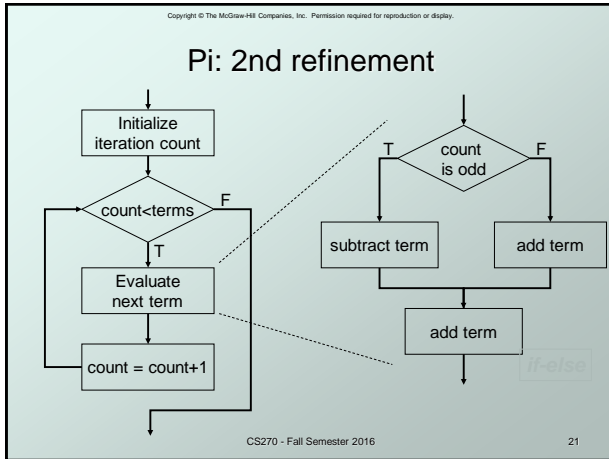 Copyright © The McGraw-Hill Companies, Inc. Permission required for reproduction or display.
Pi: 2nd refinement
Initialize
iteration count
count<terms
F
T
Evaluate
next term
count = count+1
count
is odd
T
F
subtract term
add term
add term
if-else
CS270 - Fall Semester 2016
21